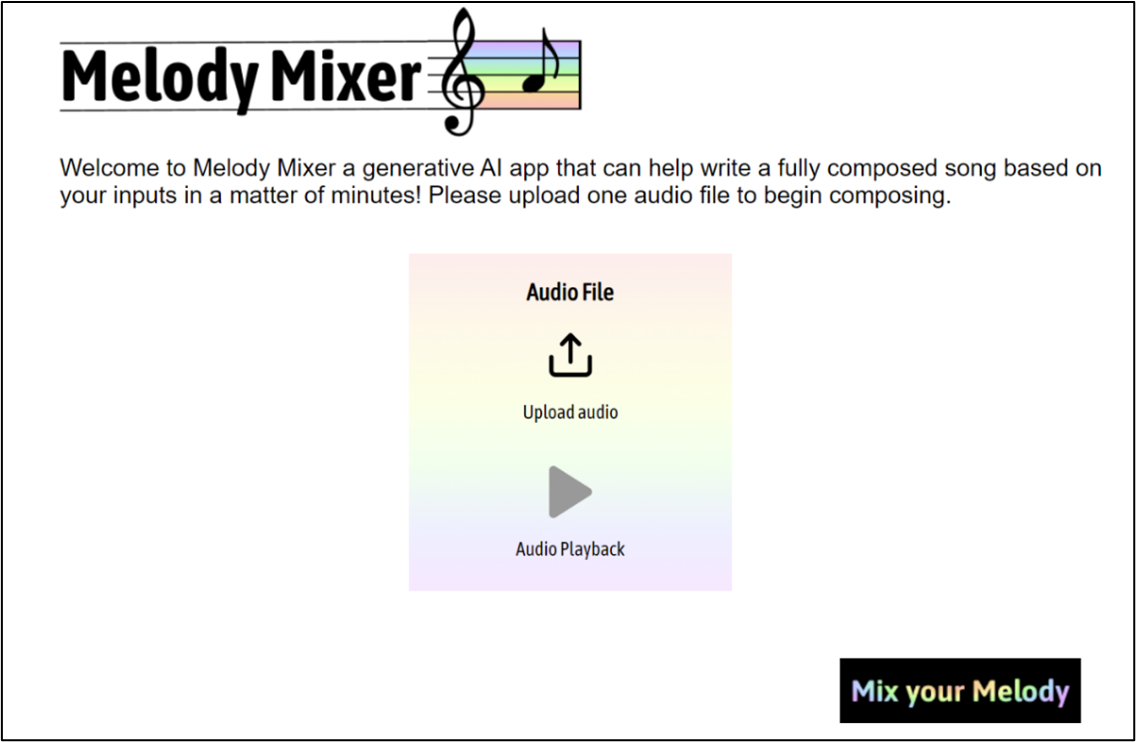 Melody Mixer
Welcome to Melody Mixer a generative AI app that can help write a fully composed song based on
your inputs in a matter of minutes! Please upload one audio file to begin composing.
Audio File
Upload audio
Audio Playback
Mix your Melody